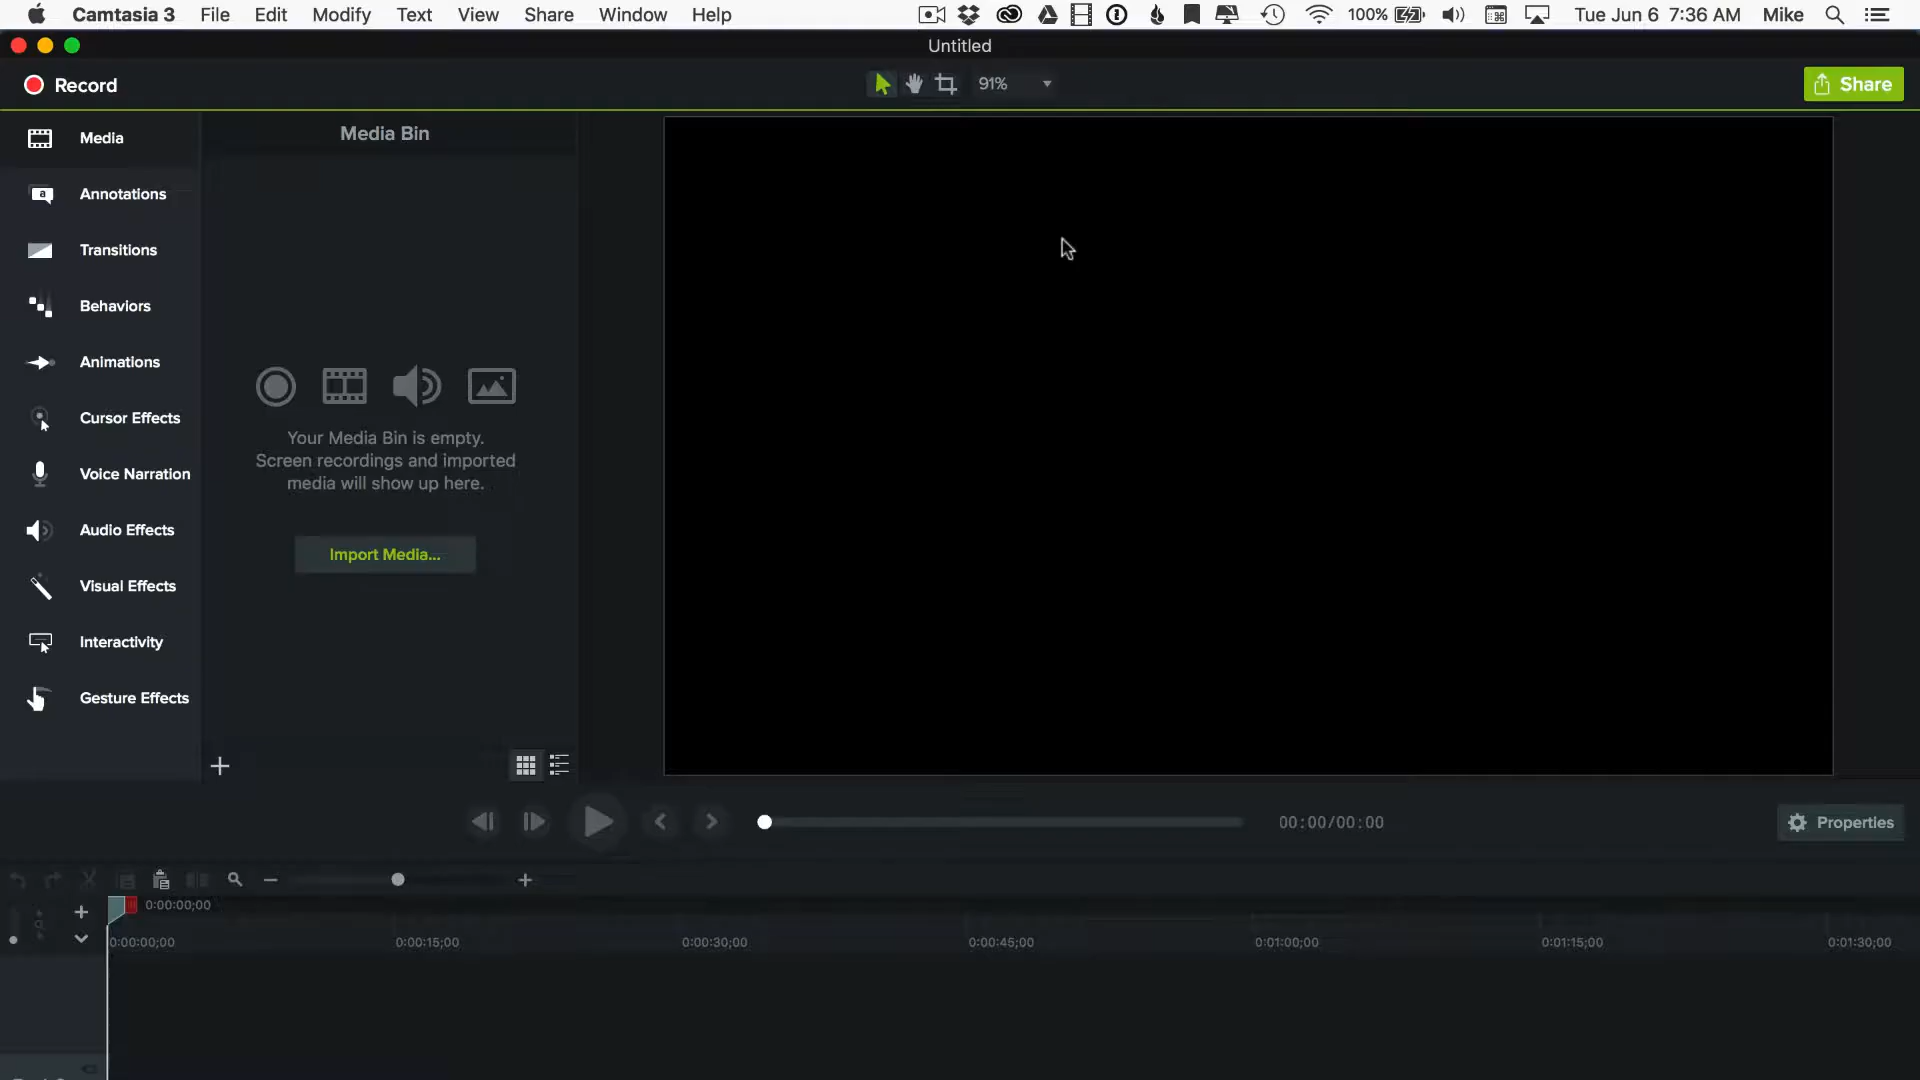 Camtasia 3 File Edit Modify Text View Share Window Help 100% Tue Jun 6 7:36 AM Mike
Untitled
Record 91% Share
Media
Media Bin
Annotations
Transitions
Behaviors
Animations
Cursor Effects
Voice Narration
Audio Effects
Visual Effects
Interactivity
Gesture Effects
Your Media Bin is empty.
Screen recordings and imported
media will show up here.
Import Media...
00:00/00:00
Properties
0:00:00;00
0:00:00;00 0:00:15;00 0:00:30;00 0:00:45;00 0:01:00;00 0:01:15;00 0:01:30;00